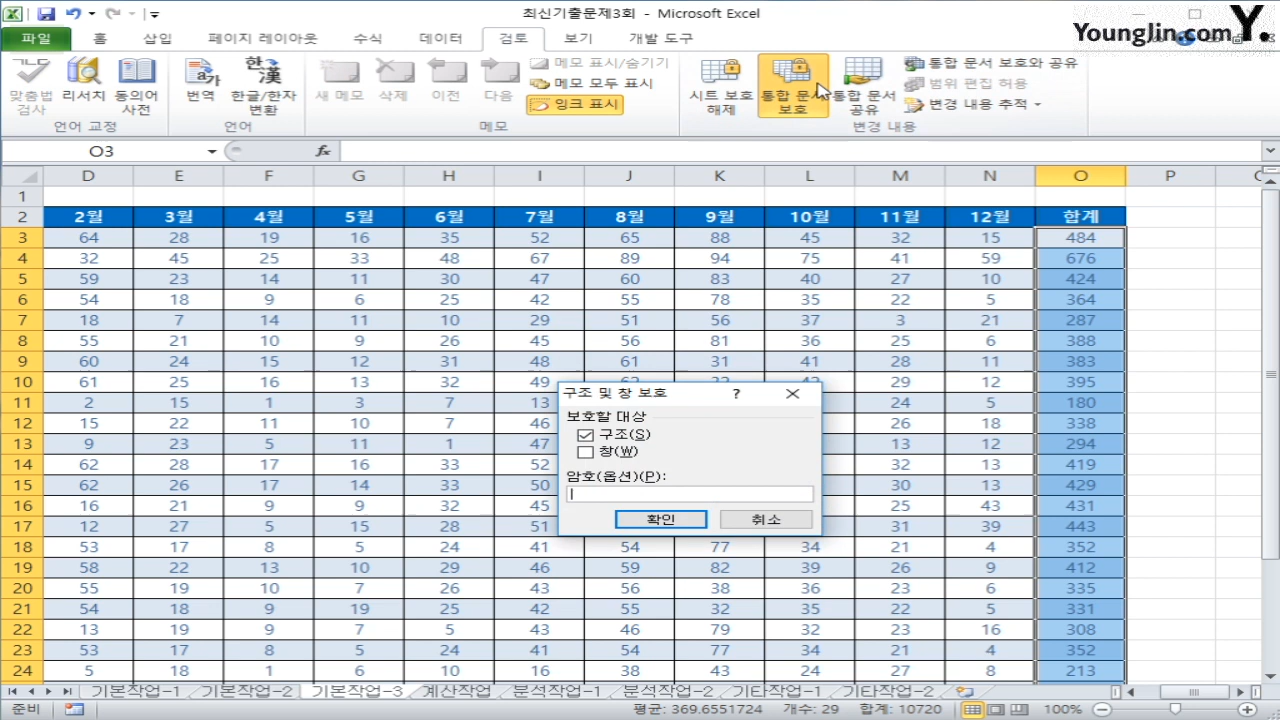 최신기출문제3회 - Microsoft Excel
YoungJin.com Y.
파일 홈 삽입 페이지 레이아웃 수식 데이터 검토 보기 개발 도구
맞춤법 검사 리서치 동의어 사전 번역 한글/한자 변환 새 메모 삭제 이전 다음
메모 표시/숨기기
메모 모두 표시
잉크 표시
시트 보호 해제 통합 문서 보호 통합 문서 공유
통합 문서 보호와 공유
범위 편집 허용
변경 내용 추적
언어 교정 언어 메모 변경 내용
O3 fx
D E F G H I J K L M N O P
1
2 2월 3월 4월 5월 6월 7월 8월 9월 10월 11월 12월 합계
3 64 28 19 16 35 52 65 88 45 32 15 484
4 32 45 25 33 48 67 89 94 75 41 59 676
5 59 23 14 11 30 47 60 83 40 27 10 424
6 54 18 9 6 25 42 55 78 35 22 5 364
7 18 7 14 11 10 29 51 56 37 3 21 287
8 55 21 10 9 26 45 56 81 36 25 6 388
9 60 24 15 12 31 48 61 31 41 28 11 383
10 61 25 16 13 32 49 29 12 395
11 2 15 1 3 7 13 24 5 180
12 15 22 11 10 7 46 26 18 338
13 9 23 5 11 1 47 13 12 294
14 62 28 17 16 33 52 32 13 419
15 62 26 17 14 33 50 30 13 429
16 16 21 9 9 32 45 25 43 431
17 12 27 5 15 28 51 31 39 443
18 53 17 8 5 24 41 54 77 34 21 4 352
19 58 22 13 10 29 46 59 82 39 26 9 412
20 55 19 10 7 26 43 56 38 36 23 6 335
21 54 18 9 19 25 42 55 32 35 22 5 331
22 13 19 9 7 5 43 46 79 32 23 16 308
23 53 17 8 5 24 41 54 77 34 21 4 352
24 5 18 1 6 10 16 38 43 24 27 8 213
구조 및 창 보호 ?
보호할 대상
구조(S)
창(W)
암호(옵션)(P):
확인 취소
기본작업-1 기본작업-2 기본작업-3 계산작업 분석작업-1 분석작업-2 기타작업-1 기타작업-2
준비 평균: 369.6551724 개수: 29 합계: 10720 100%